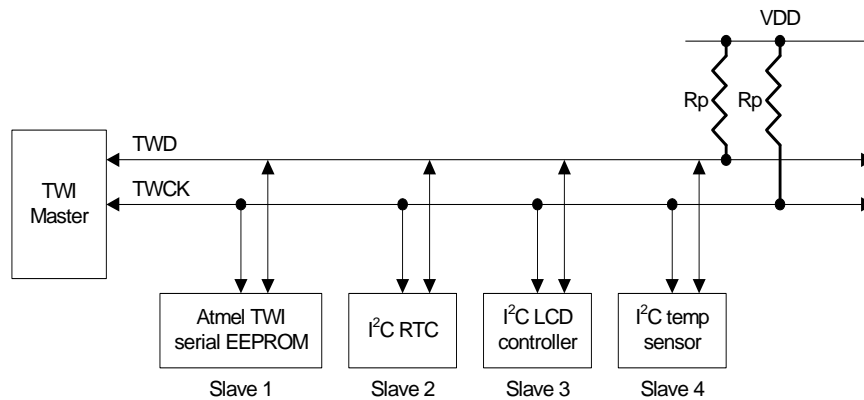 VDD
Rp Rp
TWD
TWCK
TWI
Master
Atmel TWI
serial EEPROM
Slave 1
I²C RTC
Slave 2
I²C LCD
controller
Slave 3
I²C temp
sensor
Slave 4